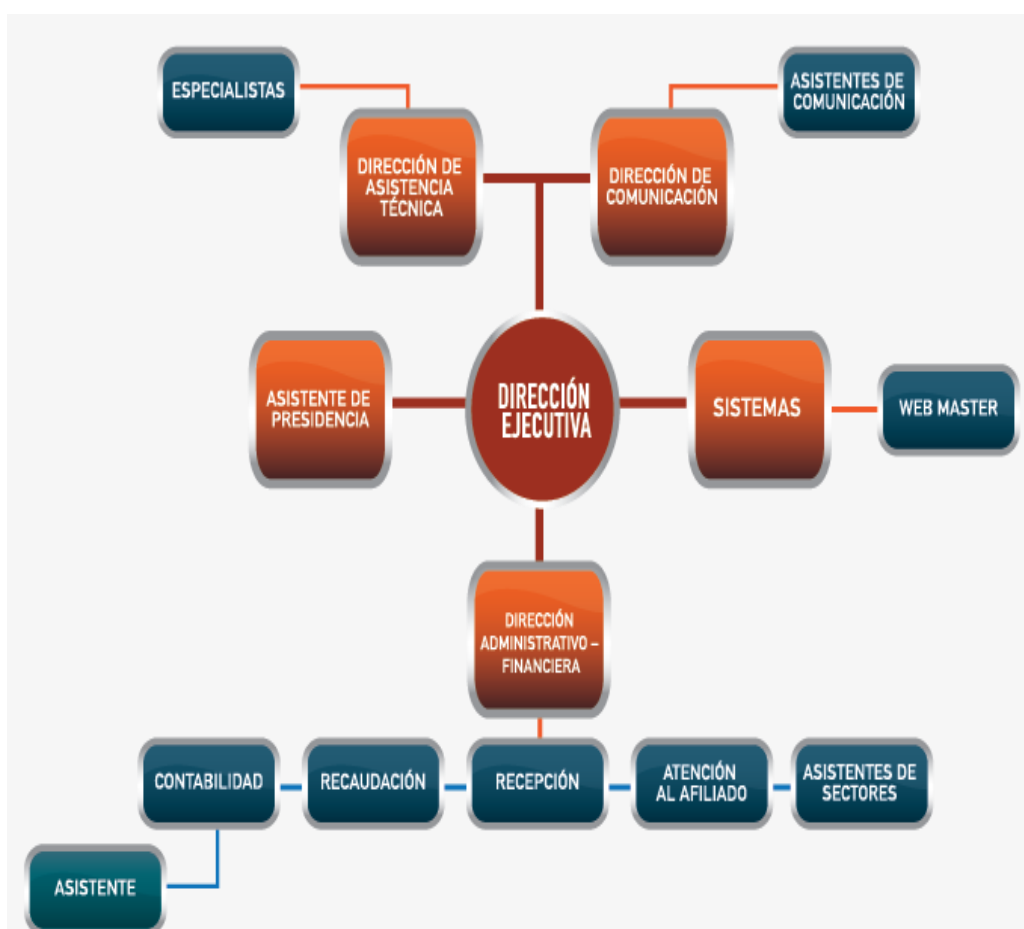 ESPECIALISTAS
ASISTENTES DE
COMUNICACIÓN
DIRECCIÓN DE
ASISTENCIA
TÉCNICA
DIRECCIÓN DE
COMUNICACIÓN
ASISTENTE DE
PRESIDENCIA
DIRECCIÓN
EJECUTIVA
SISTEMAS
WEB MASTER
DIRECCIÓN
ADMINISTRATIVO –
FINANCIERA
CONTABILIDAD
RECAUDACIÓN
RECEPCIÓN
ATENCIÓN
AL AFILIADO
ASISTENTES DE
SECTORES
ASISTENTE